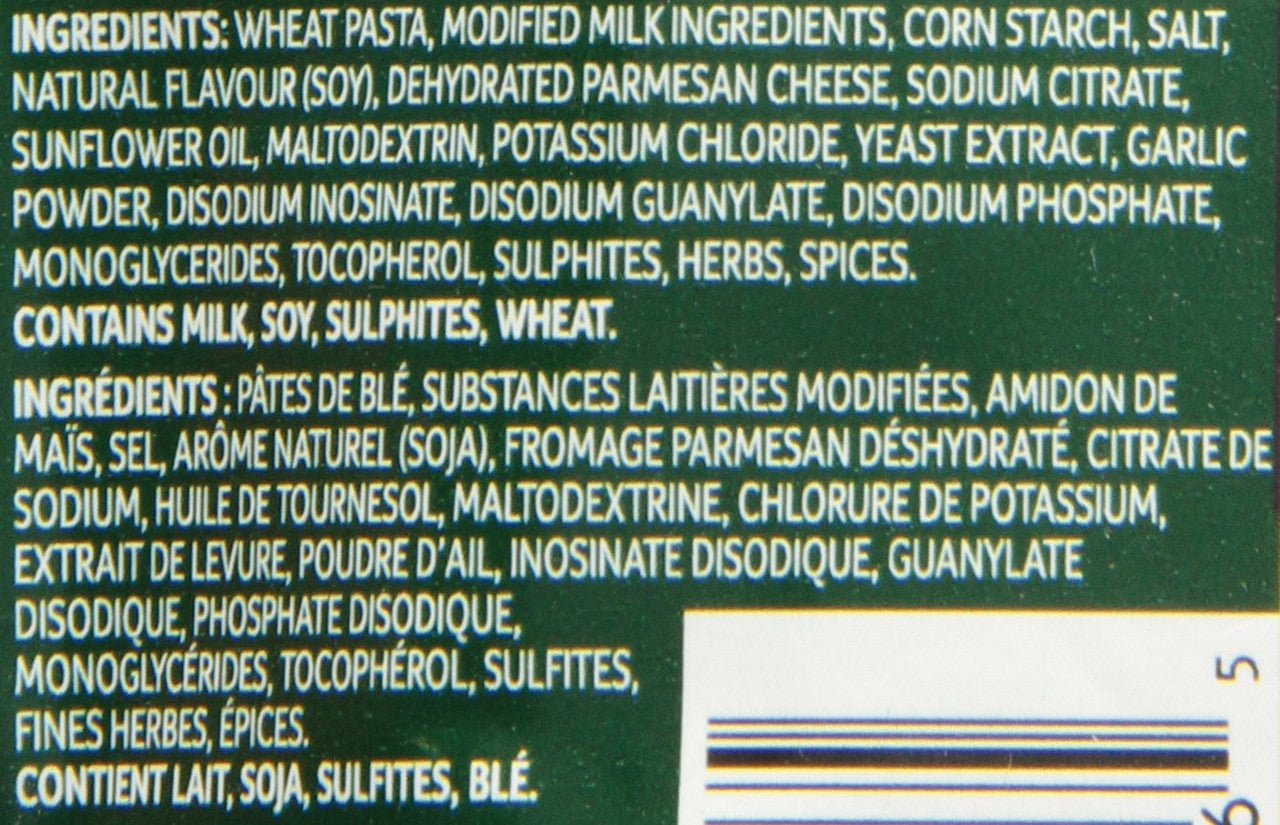 INGREDIENTS: WHEAT PASTA, MODIFIED MILK INGREDIENTS, CORN STARCH, SALT,
NATURAL FLAVOUR (SOY), DEHYDRATED PARMESAN CHEESE, SODIUM CITRATE,
SUNFLOWER OIL, MALTODEXTRIN, POTASSIUM CHLORIDE, YEAST EXTRACT, GARLIC
POWDER, DISODIUM INOSINATE, DISODIUM GUANYLATE, DISODIUM PHOSPHATE,
MONOGLYCERIDES, TOCOPHEROL, SULPHITES, HERBS, SPICES.
CONTAINS MILK, SOY, SULPHITES, WHEAT.
INGRÉDIENTS : PÂTES DE BLÉ, SUBSTANCES LAITIÈRES MODIFIÉES, AMIDON DE
MAÏS, SEL, ARÔME NATUREL (SOJA), FROMAGE PARMESAN DÉSHYDRATÉ, CITRATE DE
SODIUM, HUILE DE TOURNESOL, MALTODEXTRINE, CHLORURE DE POTASSIUM,
EXTRAIT DE LEVURE, POUDRE D'AIL, INOSINATE DISODIQUE, GUANYLATE
DISODIQUE, PHOSPHATE DISODIQUE,
MONOGLYCÉRIDES, TOCOPHÉROL, SULFITES,
FINES HERBES, ÉPICES.
CONTIENT LAIT, SOJA, SULFITES, BLÉ.
5
6